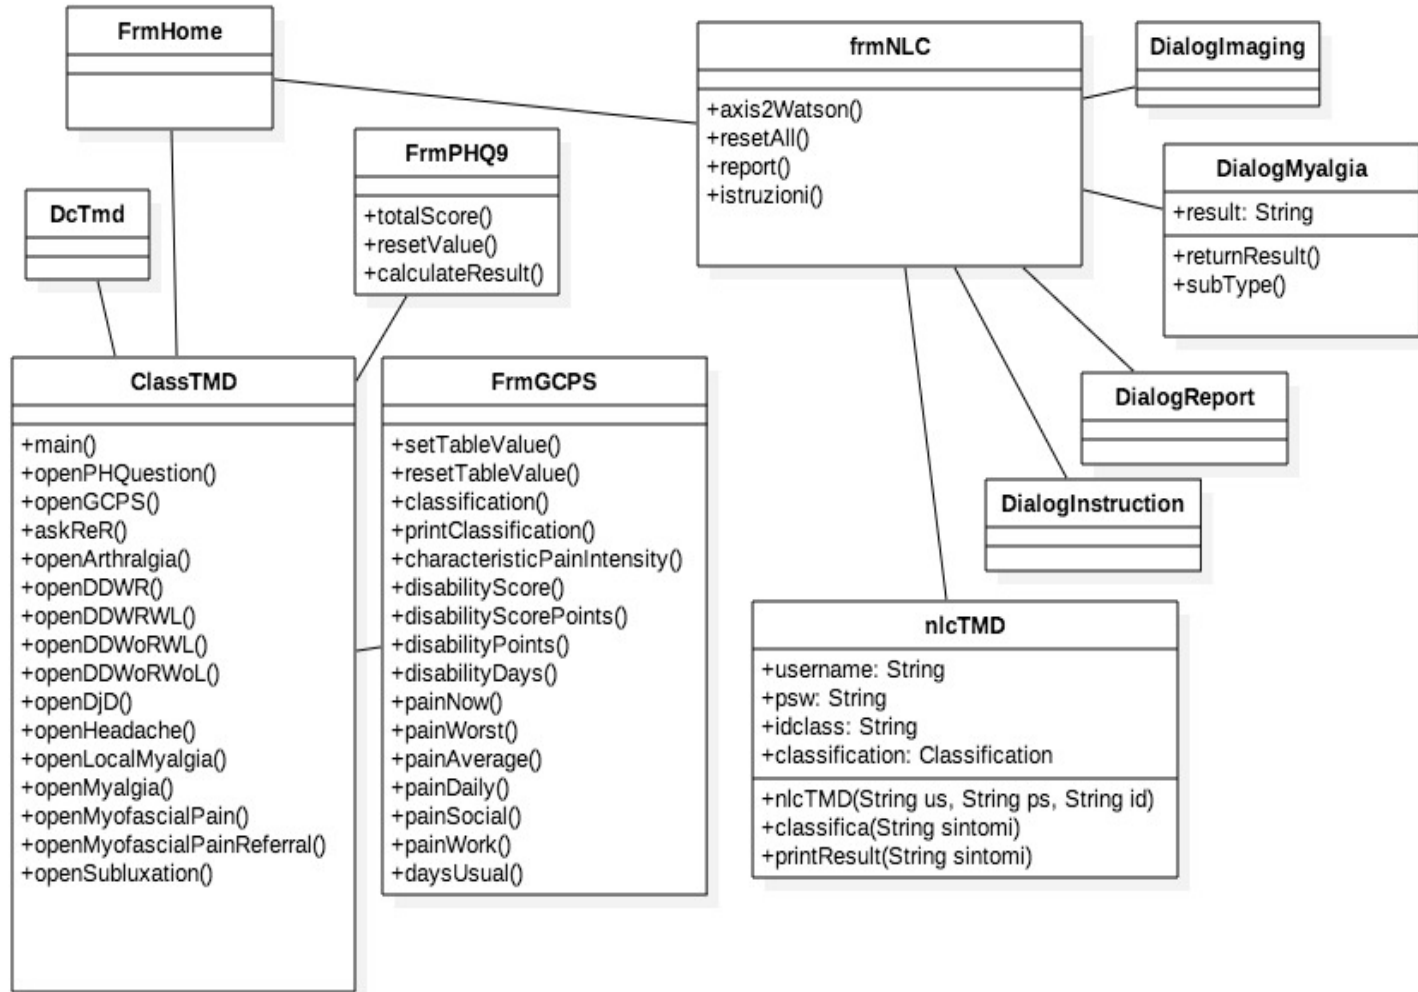 FrmHome
frmNLC
+axis2Watson()
+resetAll()
+report()
+istruzioni()
DialogImaging
DialogMyalgia
+result: String
+returnResult()
+subType()
FrmPHQ9
+totalScore()
+resetValue()
+calculateResult()
DcTmd
ClassTMD
+main()
+openPHQuestion()
+openGCPS()
+askReR()
+openArthralgia()
+openDDWR()
+openDDWRWL()
+openDDWoRWL()
+openDDWoRWoL()
+openDjD()
+openHeadache()
+openLocalMyalgia()
+openMyalgia()
+openMyofascialPain()
+openMyofascialPainReferral()
+openSubluxation()
FrmGCPS
+setTableValue()
+resetTableValue()
+classification()
+printClassification()
+characteristicPainIntensity()
+disabilityScore()
+disabilityScorePoints()
+disabilityPoints()
+disabilityDays()
+painNow()
+painWorst()
+painAverage()
+painDaily()
+painSocial()
+painWork()
+daysUsual()
DialogReport
DialogInstruction
nlcTMD
+username: String
+psw: String
+idclass: String
+classification: Classification
+nlcTMD(String us, String ps, String id)
+classifica(String sintomi)
+printResult(String sintomi)